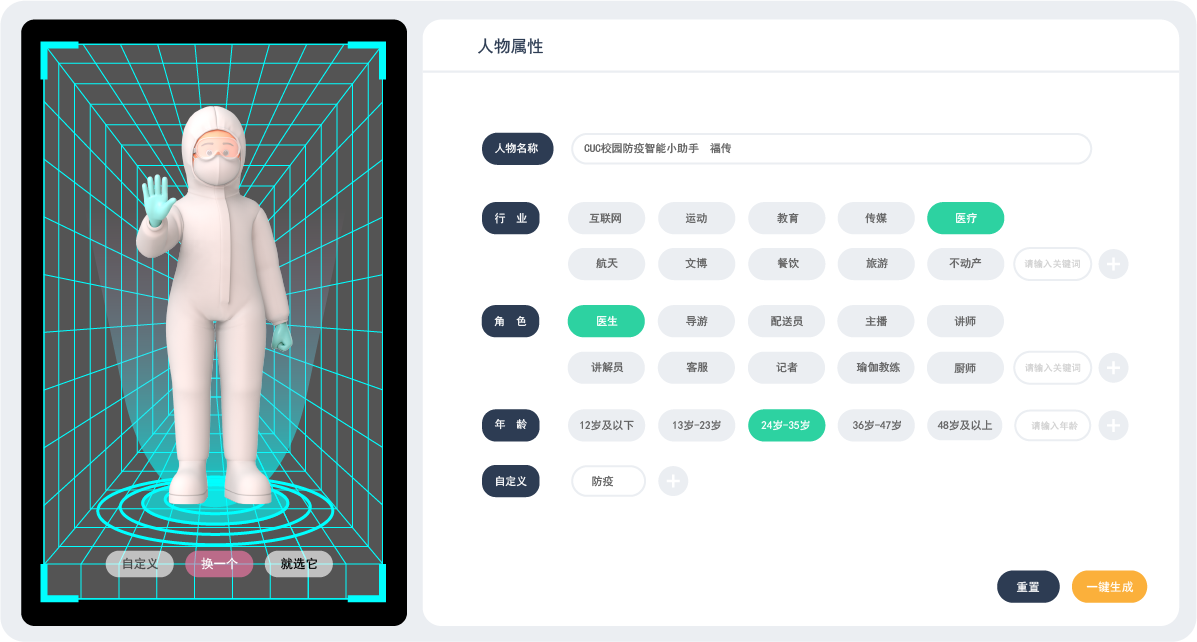 人物属性
人物名称 CUC校园防疫智能小助手 福传
行 业 互联网 运动 教育 传媒 医疗
航天 文博 餐饮 旅游 不动产 请输入关键词
角 色 医生 导游 配送员 主播 讲师
讲解员 客服 记者 瑜伽教练 厨师 请输入关键词
年 龄 12岁及以下 13岁-23岁 24岁-35岁 36岁-47岁 48岁及以上 请输入年龄
自定义 防疫
自定义 换一个 就选它
重置 一键生成